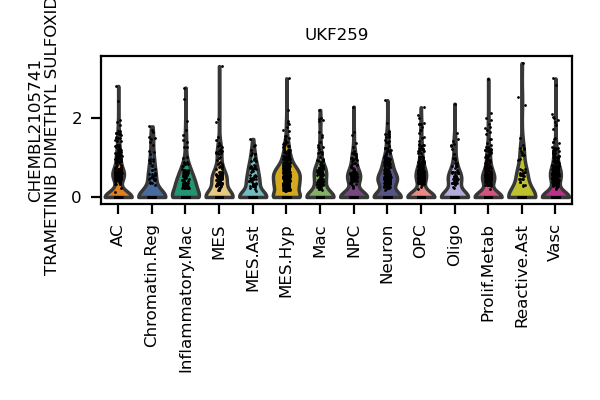 UKF259
CHEMBL2105741
TRAMETINIB DIMETHYL SULFOXID
2
0
AC
Chromatin.Reg
Inflammatory.Mac
MES
MES.Ast
MES.Hyp
Mac
NPC
Neuron
OPC
Oligo
Prolif.Metab
Reactive.Ast
Vasc